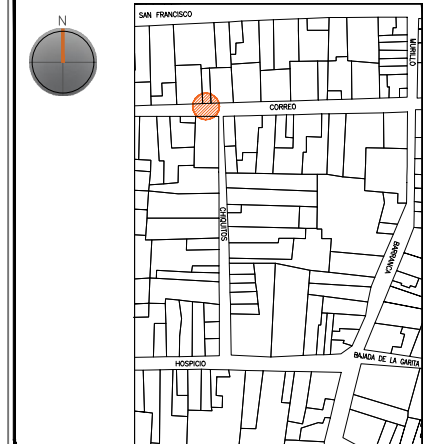 N
SAN FRANCISCO
MURILLO
CORREO
CHIQUITOS
BARRANCA
HOSPICIO
BAJADA DE LA GARITA